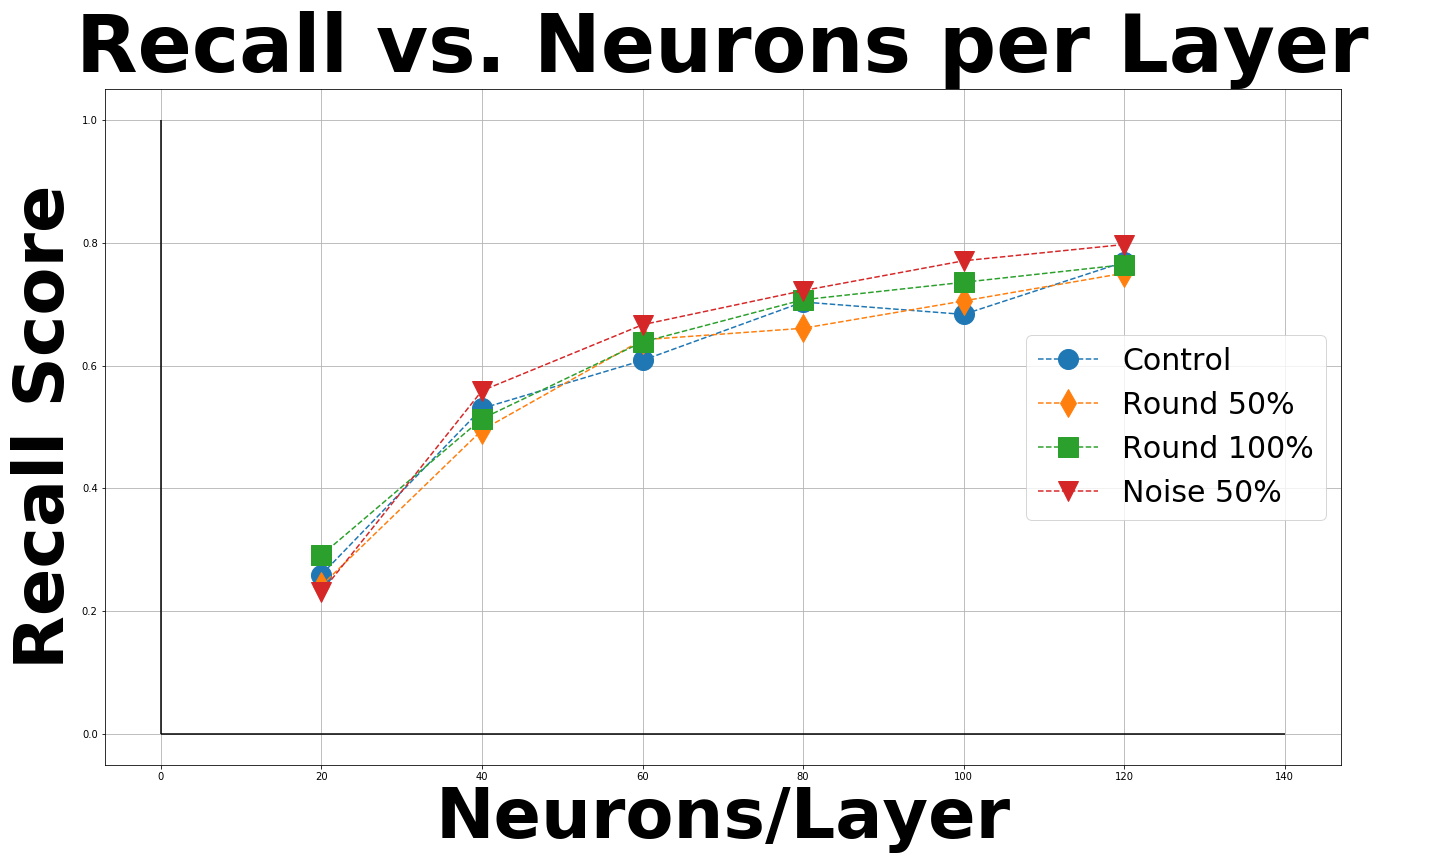 Recall vs. Neurons per Layer
Recall Score
1.0
0.8
0.6
0.4
0.2
0.0
Control
Round 50%
Round 100%
Noise 50%
0 20 40 60 80 100 120 140
Neurons/Layer